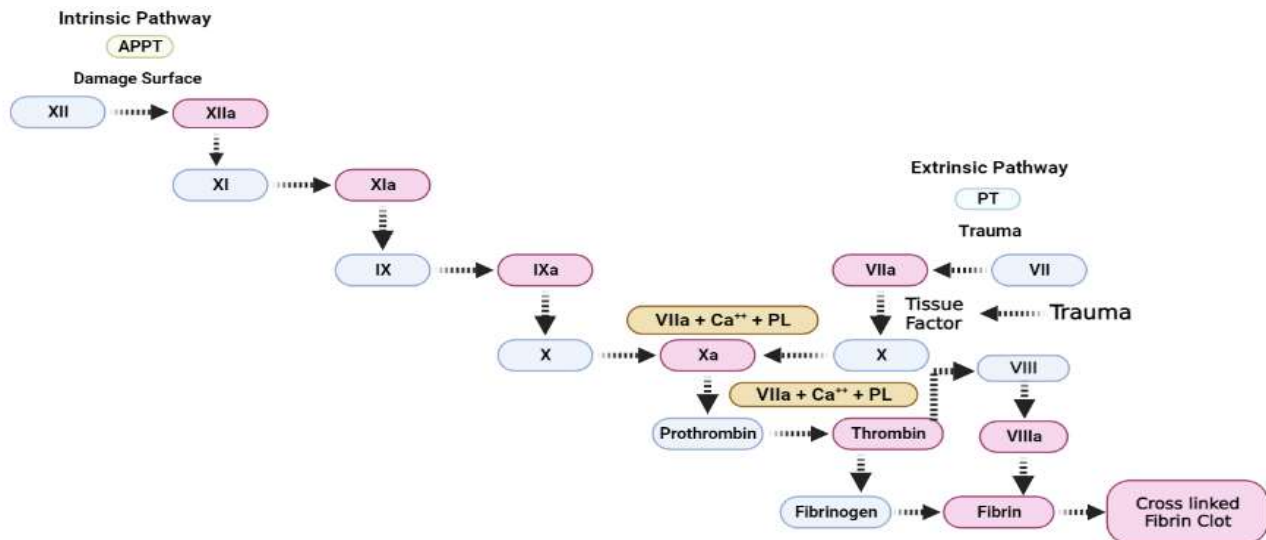 Intrinsic Pathway
APPT
Damage Surface
XII
XIIa
XI
XIa
Extrinsic Pathway
PT
Trauma
IX
IXa
VIIa
VII
VIIa + Ca⁺⁺ + PL
Tissue
Factor
Trauma
X
Xa
X
VIII
VIIa + Ca⁺⁺ + PL
Prothrombin
Thrombin
VIIIa
Fibrinogen
Fibrin
Cross linked
Fibrin Clot